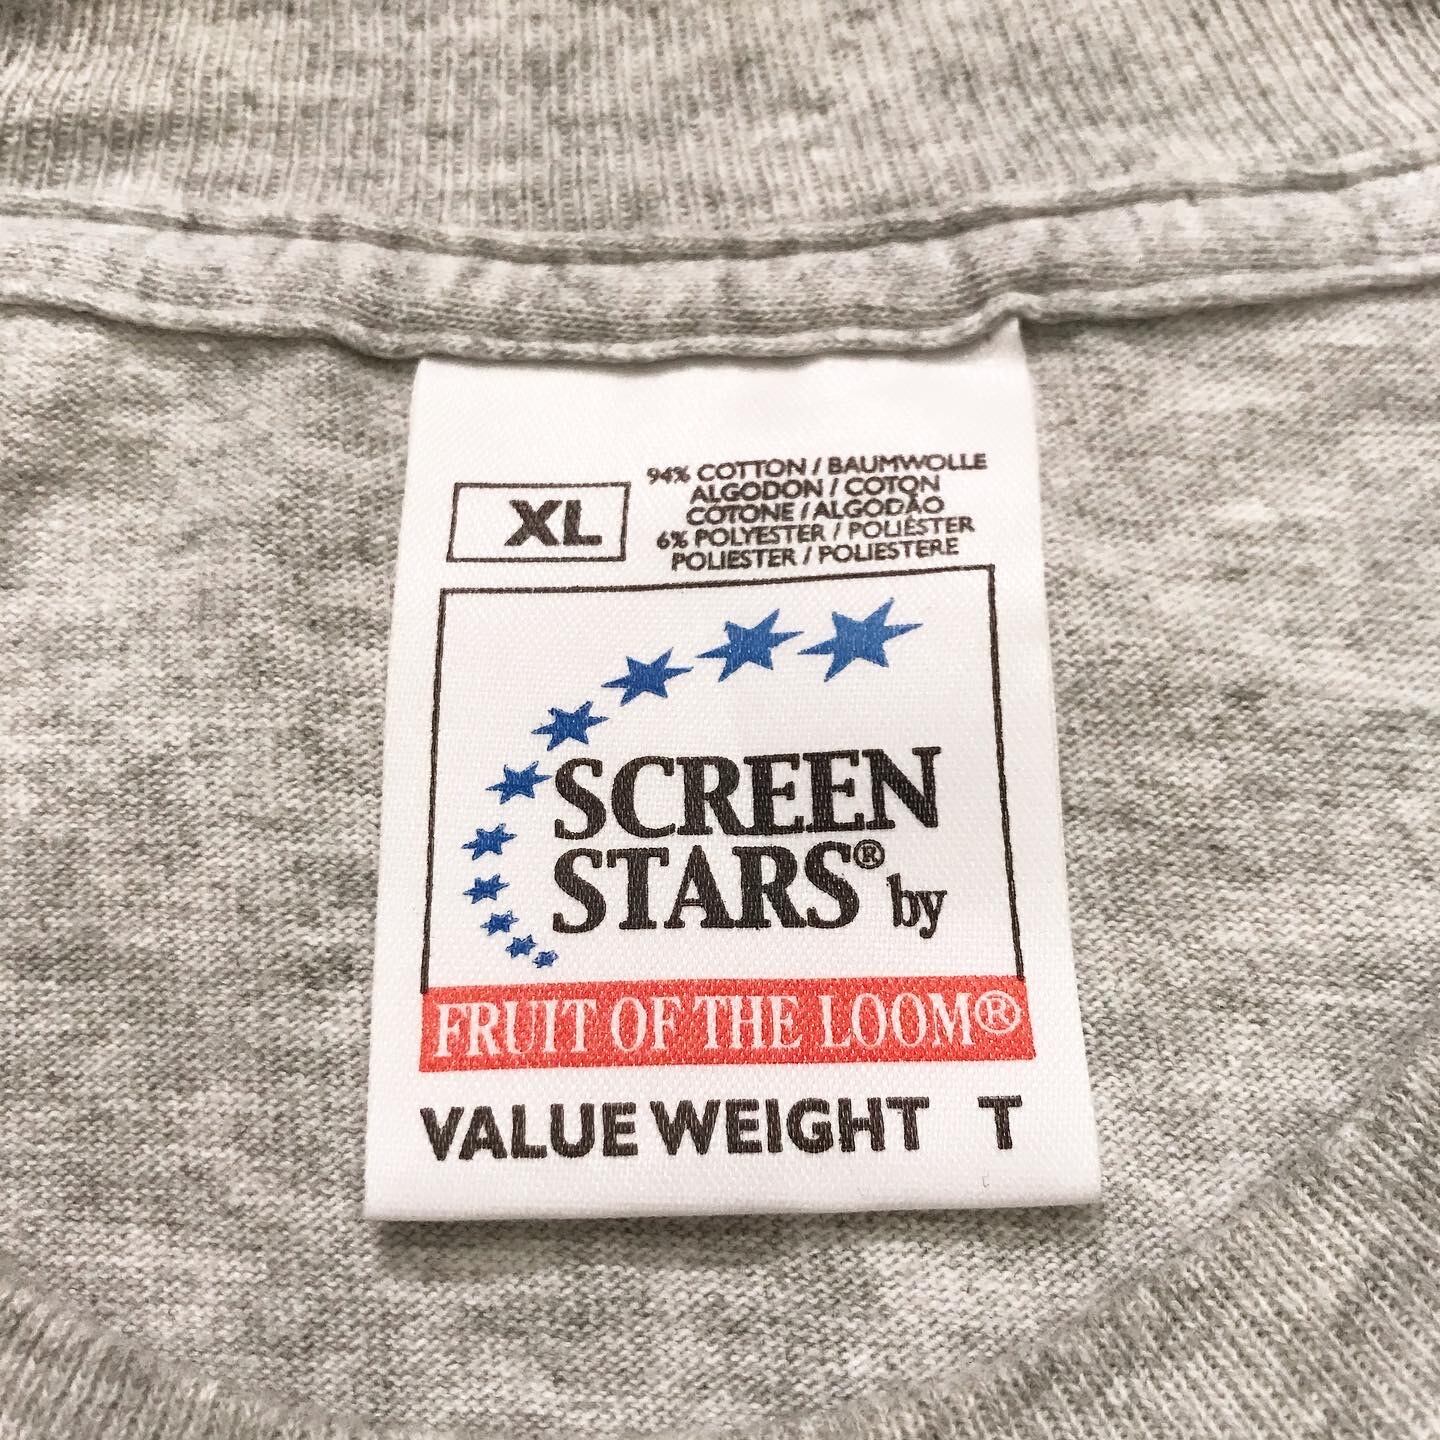 XL
94% COTTON / BAUMWOLLE
ALGODON / COTON
COTONE / ALGODÃO
6% POLYESTER / POLIÉSTER
POLIESTER / POLIESTERE
SCREEN
STARS® by
FRUIT OF THE LOOM®
VALUE WEIGHT T